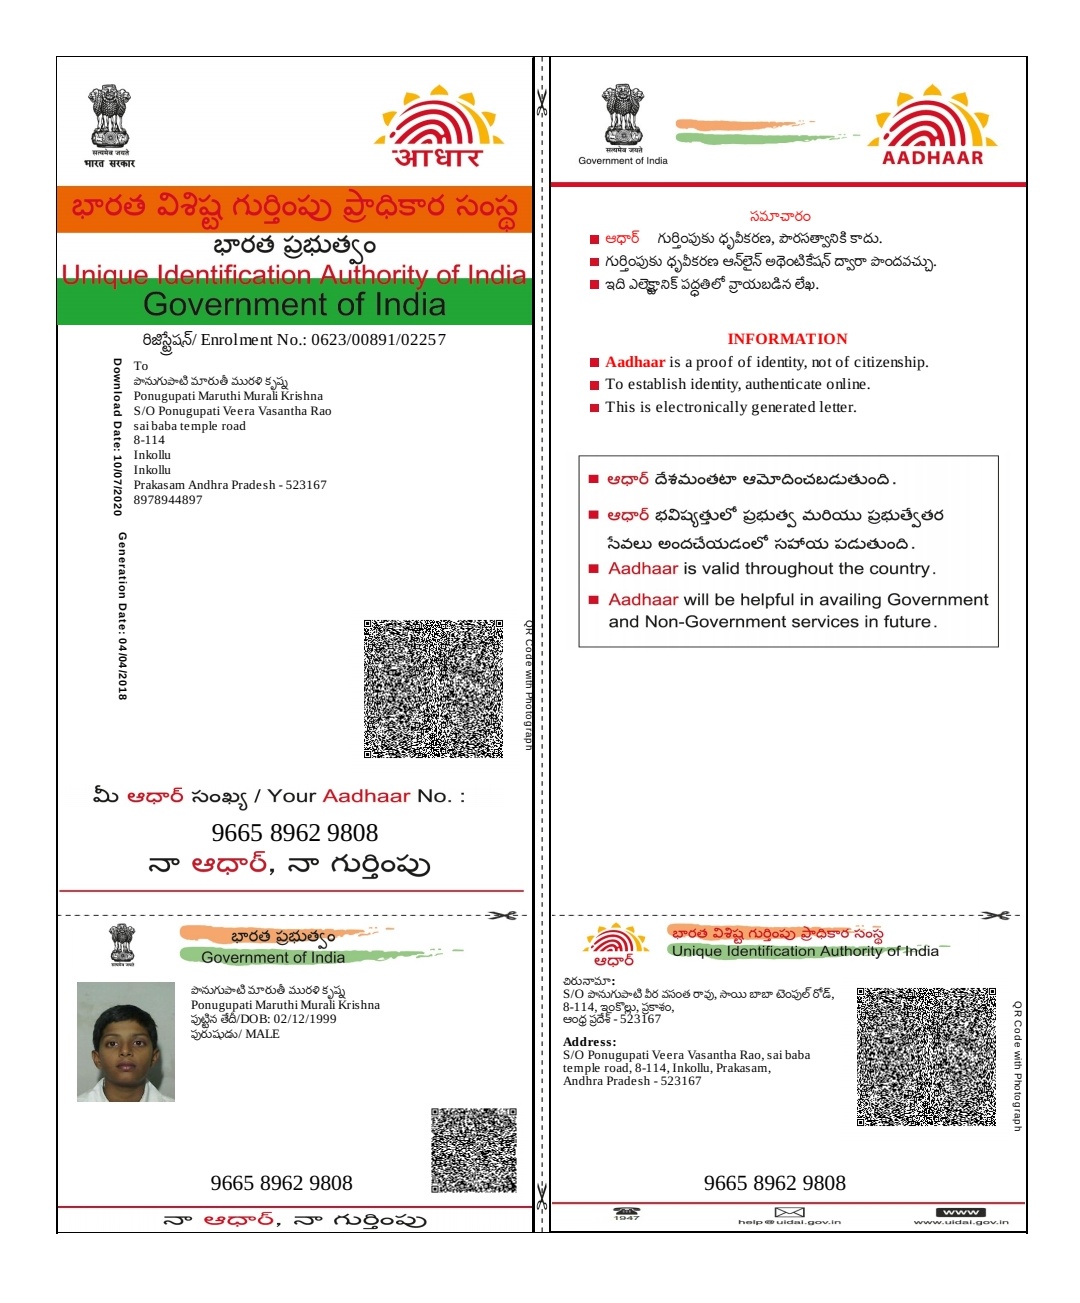 सत्यमेव जयते
भारत सरकार
आधार
భారత విశిష్ట గుర్తింపు ప్రాధికార సంస్థ
భారత ప్రభుత్వం
Unique Identification Authority of India
Government of India
రిజిస్ట్రేషన్/ Enrolment No.: 0623/00891/02257
Download Date: 10/07/2020
Generation Date: 04/04/2018
To
పొనుగుపాటి మారుతీ మురళి కృష్ణ
Ponugupati Maruthi Murali Krishna
S/O Ponugupati Veera Vasantha Rao
sai baba temple road
8-114
Inkollu
Inkollu
Prakasam Andhra Pradesh - 523167
8978944897
QR Code with Photograph
మీ ఆధార్ సంఖ్య / Your Aadhaar No. :
9665 8962 9808
నా ఆధార్, నా గుర్తింపు
భారత ప్రభుత్వం
Government of India
పొనుగుపాటి మారుతీ మురళి కృష్ణ
Ponugupati Maruthi Murali Krishna
పుట్టిన తేదీ/DOB: 02/12/1999
పురుషుడు/ MALE
9665 8962 9808
నా ఆధార్, నా గుర్తింపు
सत्यमेव जयते
Government of India
AADHAAR
సమాచారం
ఆధార్ గుర్తింపుకు ధృవీకరణ, పౌరసత్వానికి కాదు.
గుర్తింపుకు ధృవీకరణ ఆన్‌లైన్ అథెంటికేషన్ ద్వారా పొందవచ్చు.
ఇది ఎలెక్ట్రానిక్ పద్ధతిలో వ్రాయబడిన లేఖ.
INFORMATION
Aadhaar is a proof of identity, not of citizenship.
To establish identity, authenticate online.
This is electronically generated letter.
ఆధార్ దేశమంతటా ఆమోదించబడుతుంది.
ఆధార్ భవిష్యత్తులో ప్రభుత్వ మరియు ప్రభుత్వేతర
సేవలు అందచేయడంలో సహాయ పడుతుంది.
Aadhaar is valid throughout the country.
Aadhaar will be helpful in availing Government
and Non-Government services in future.
ఆధార్
భారత విశిష్ట గుర్తింపు ప్రాధికార సంస్థ
Unique Identification Authority of India
చిరునామా:
S/O పొనుగుపాటి వీర వసంత రావు, సాయి బాబా టెంపుల్ రోడ్,
8-114, ఇంకొల్లు, ప్రకాశం,
ఆంధ్ర ప్రదేశ్ - 523167
Address:
S/O Ponugupati Veera Vasantha Rao, sai baba
temple road, 8-114, Inkollu, Prakasam,
Andhra Pradesh - 523167
QR Code with Photograph
9665 8962 9808
1947
help@uidai.gov.in
www
www.uidai.gov.in